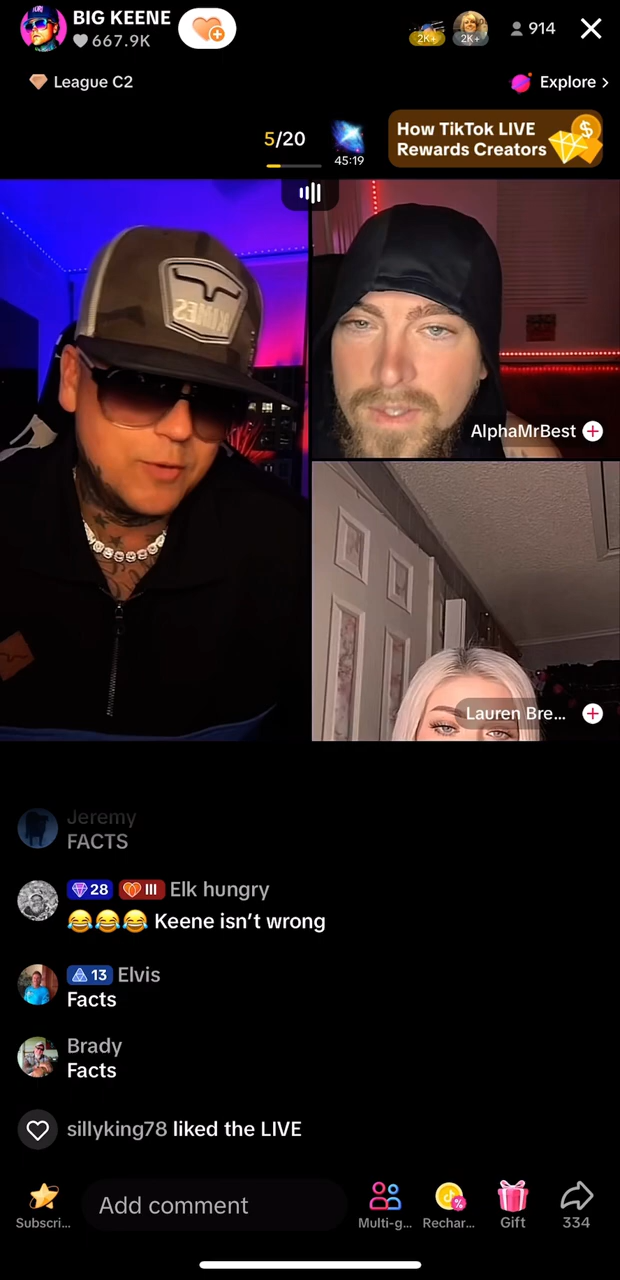 BIG KEENE
667.9K
2K+
2K+
914
League C2
Explore >
5/20
45:19
How TikTok LIVE
Rewards Creators
KIMES
AlphaMrBest
Lauren Bre...
Jeremy
FACTS
28 III Elk hungry
😂😂😂 Keene isn't wrong
13 Elvis
Facts
Brady
Facts
sillyking78 liked the LIVE
Subscri...
Add comment
Multi-g...
Rechar...
Gift
334